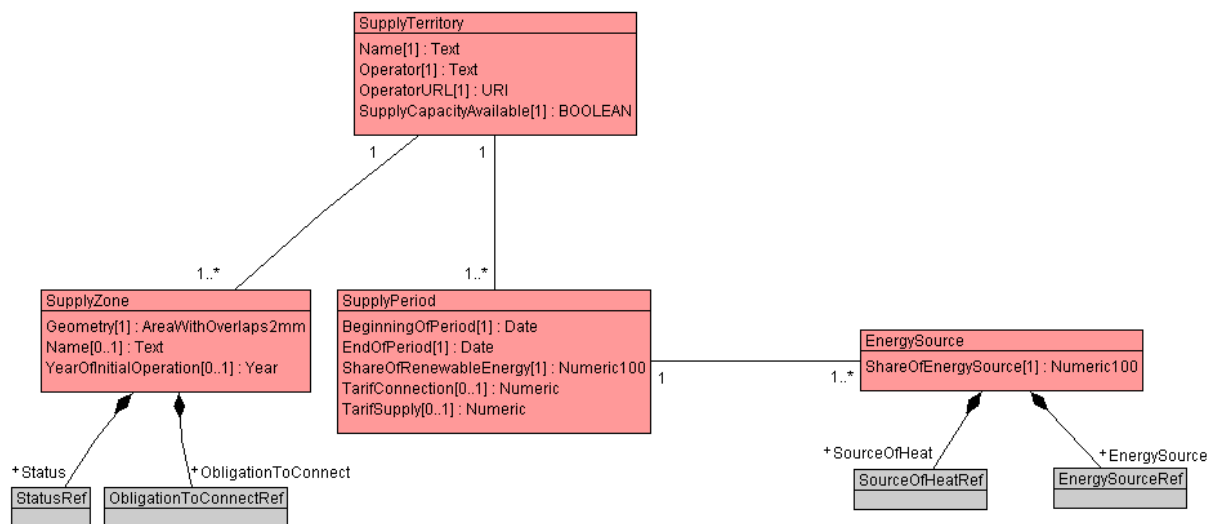 SupplyTerritory
Name[1] : Text
Operator[1] : Text
OperatorURL[1] : URI
SupplyCapacityAvailable[1] : BOOLEAN
1
1
1..*
1..*
SupplyZone
Geometry[1] : AreaWithOverlaps2mm
Name[0..1] : Text
YearOfInitialOperation[0..1] : Year
SupplyPeriod
BeginningOfPeriod[1] : Date
EndOfPeriod[1] : Date
ShareOfRenewableEnergy[1] : Numeric100
TarifConnection[0..1] : Numeric
TarifSupply[0..1] : Numeric
1
1..*
EnergySource
ShareOfEnergySource[1] : Numeric100
+Status
+ObligationToConnect
StatusRef
ObligationToConnectRef
+SourceOfHeat
+EnergySource
SourceOfHeatRef
EnergySourceRef